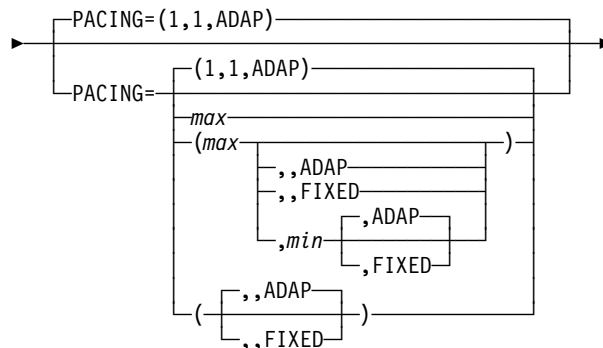 PACING=(1,1,ADAP)
PACING=
(1,1,ADAP)
max
(max
)
,,ADAP
,,FIXED
,min
,ADAP
,FIXED
(
,,ADAP
)
,,FIXED